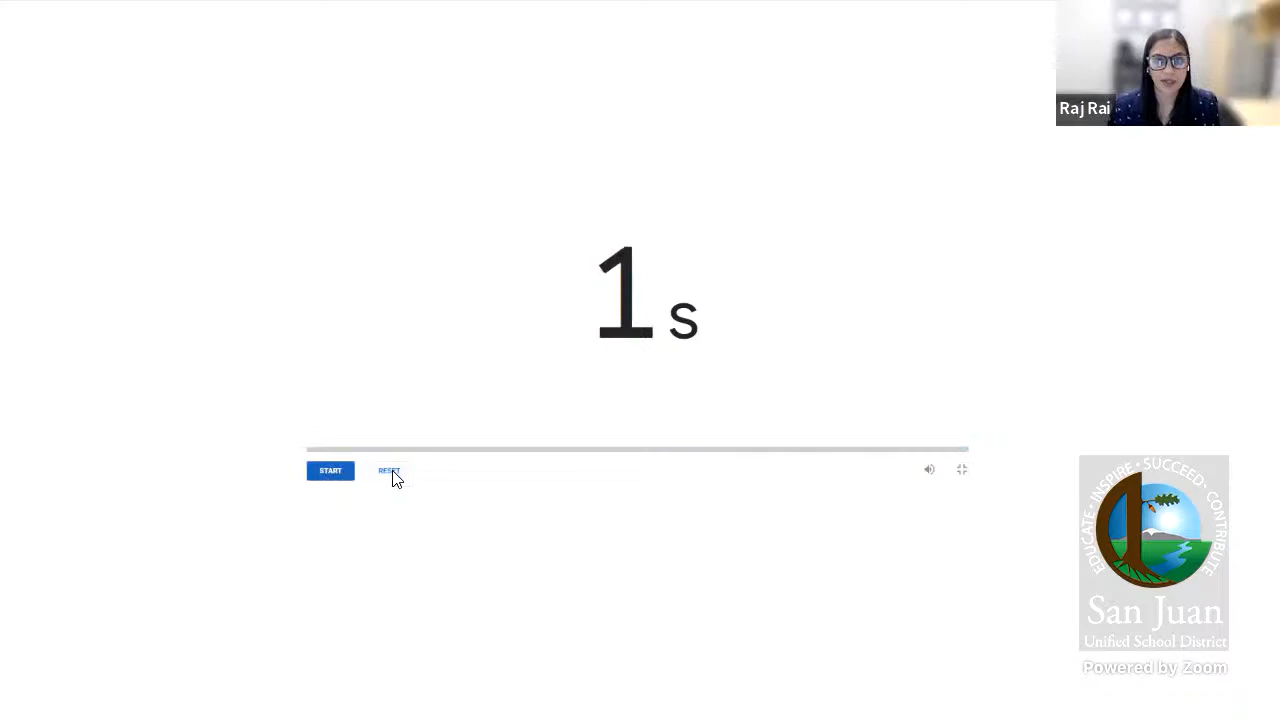 Raj Rai
1 s
START
RESET
EDUCATE • INSPIRE • SUCCEED • CONTRIBUTE
San Juan
Unified School District
Powered by Zoom